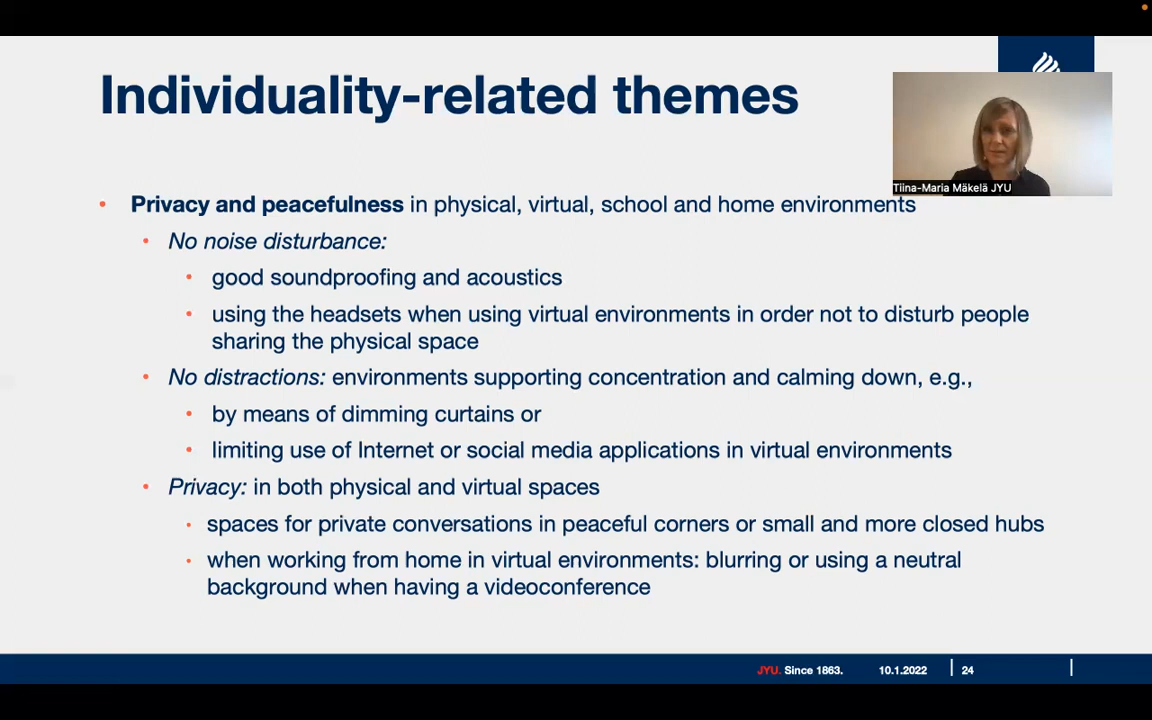 Individuality-related themes
Tiina-Maria Mäkelä JYU
• Privacy and peacefulness in physical, virtual, school and home environments
• No noise disturbance:
• good soundproofing and acoustics
• using the headsets when using virtual environments in order not to disturb people
sharing the physical space
• No distractions: environments supporting concentration and calming down, e.g.,
• by means of dimming curtains or
• limiting use of Internet or social media applications in virtual environments
• Privacy: in both physical and virtual spaces
• spaces for private conversations in peaceful corners or small and more closed hubs
• when working from home in virtual environments: blurring or using a neutral
background when having a videoconference
JYU. Since 1863. 10.1.2022 24